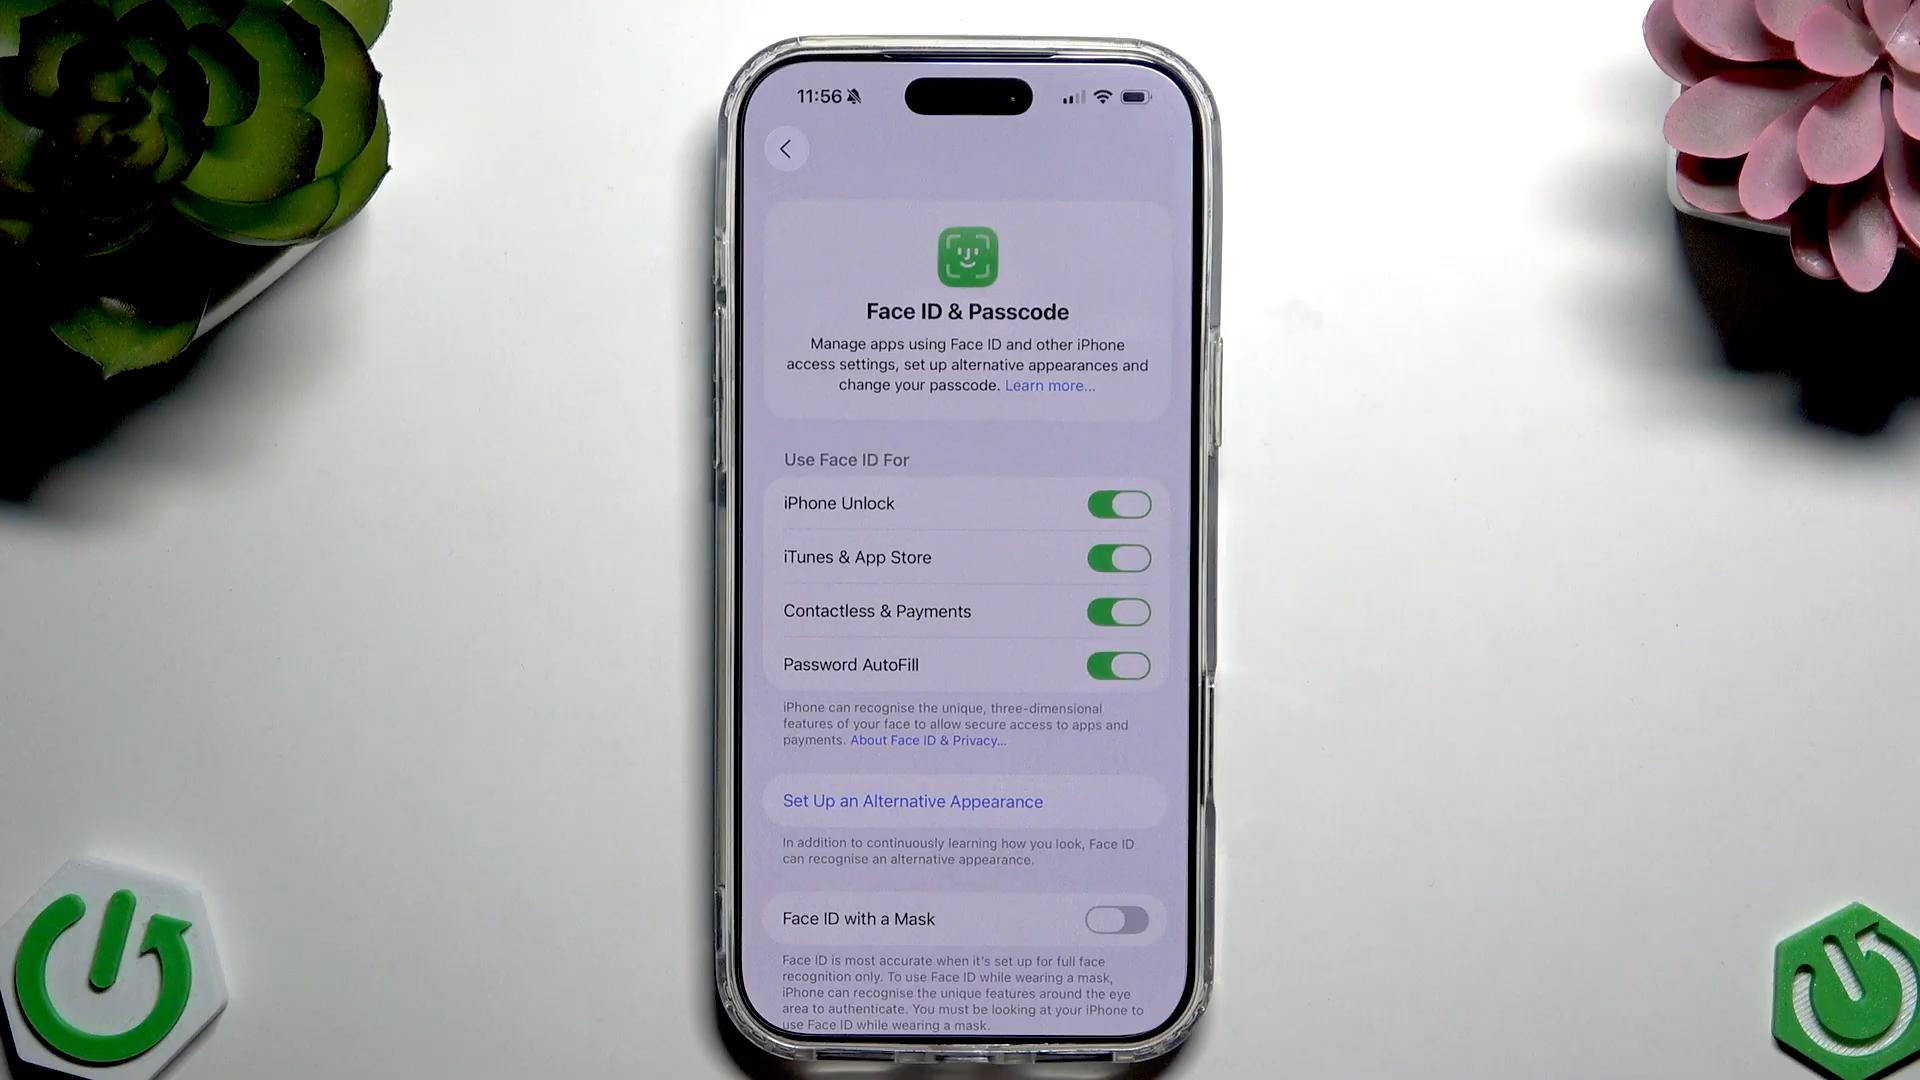 11:56
Face ID & Passcode
Manage apps using Face ID and other iPhone
access settings, set up alternative appearances and
change your passcode. Learn more...
Use Face ID For
iPhone Unlock
iTunes & App Store
Contactless & Payments
Password AutoFill
iPhone can recognise the unique, three-dimensional
features of your face to allow secure access to apps and
payments. About Face ID & Privacy...
Set Up an Alternative Appearance
In addition to continuously learning how you look, Face ID
can recognise an alternative appearance.
Face ID with a Mask
Face ID is most accurate when it's set up for full face
recognition only. To use Face ID while wearing a mask,
iPhone can recognise the unique features around the eye
area to authenticate. You must be looking at your iPhone to
use Face ID while wearing a mask.